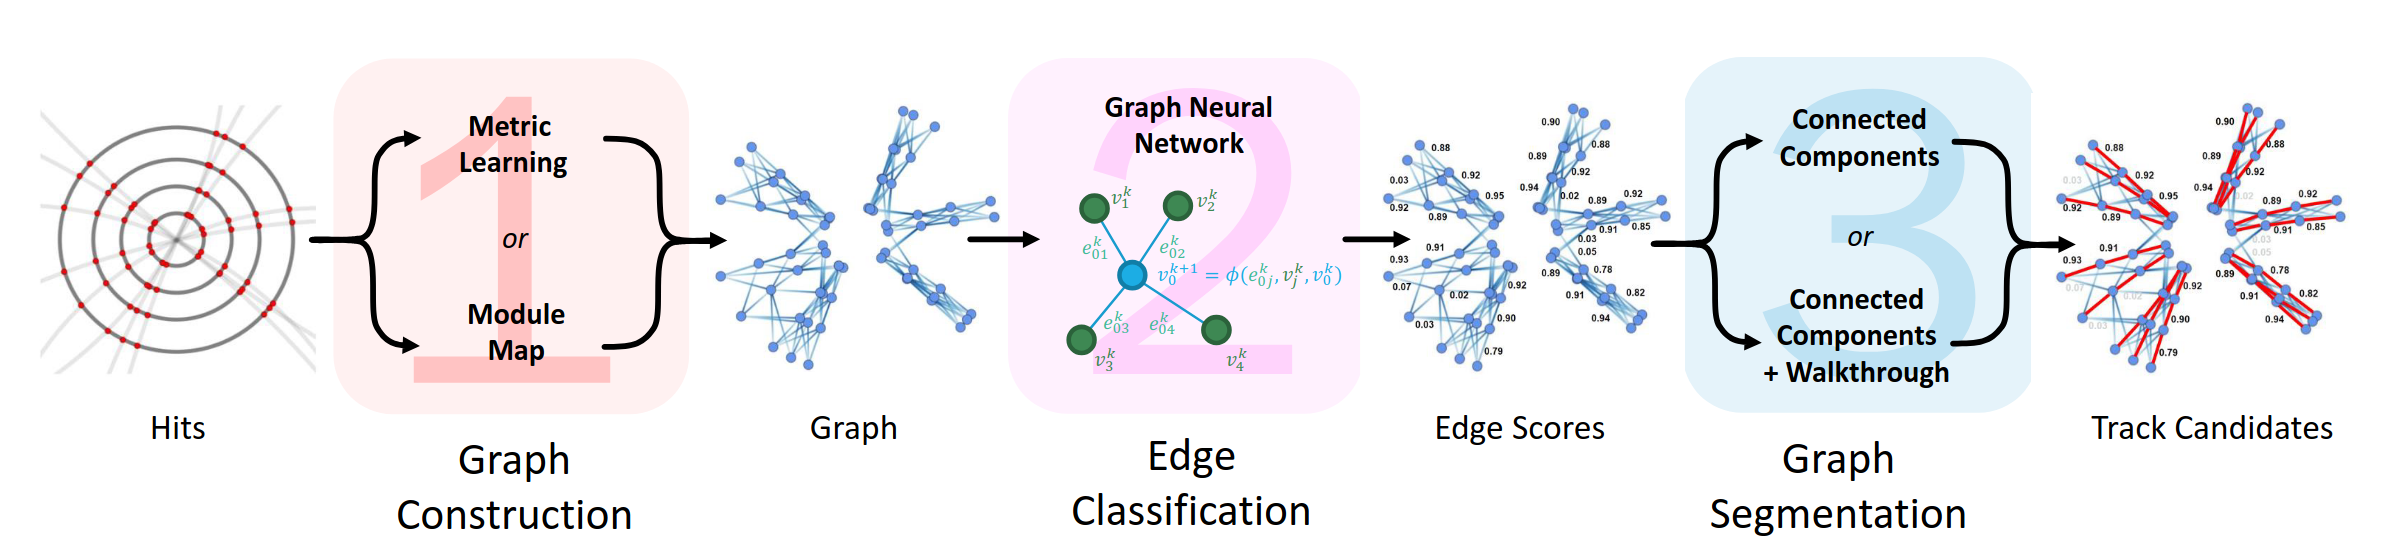 Hits
1
Metric
Learning
or
Module
Map
Graph
Construction
Graph
2
Graph Neural
Network
v_1^k
v_2^k
e_{01}^k
e_{02}^k
v_0^{k+1} = ϕ(e_{0j}^k, v_j^k, v_0^k)
e_{03}^k
e_{04}^k
v_3^k
v_4^k
Edge
Classification
0.90
0.88
0.88
0.89
0.03
0.92
0.92
0.94
0.02
0.95
0.92
0.92
0.89
0.89
0.85
0.91
0.03
0.91
0.05
0.93
0.89
0.78
0.07
0.02
0.92
0.91
0.82
0.03
0.90
0.94
0.79
Edge Scores
3
Connected
Components
or
Connected
Components
+ Walkthrough
Graph
Segmentation
0.90
0.88
0.88
0.89
0.03
0.92
0.92
0.94
0.02
0.95
0.92
0.92
0.89
0.89
0.85
0.91
0.03
0.91
0.05
0.93
0.89
0.78
0.07
0.02
0.92
0.91
0.82
0.03
0.90
0.94
0.79
Track Candidates